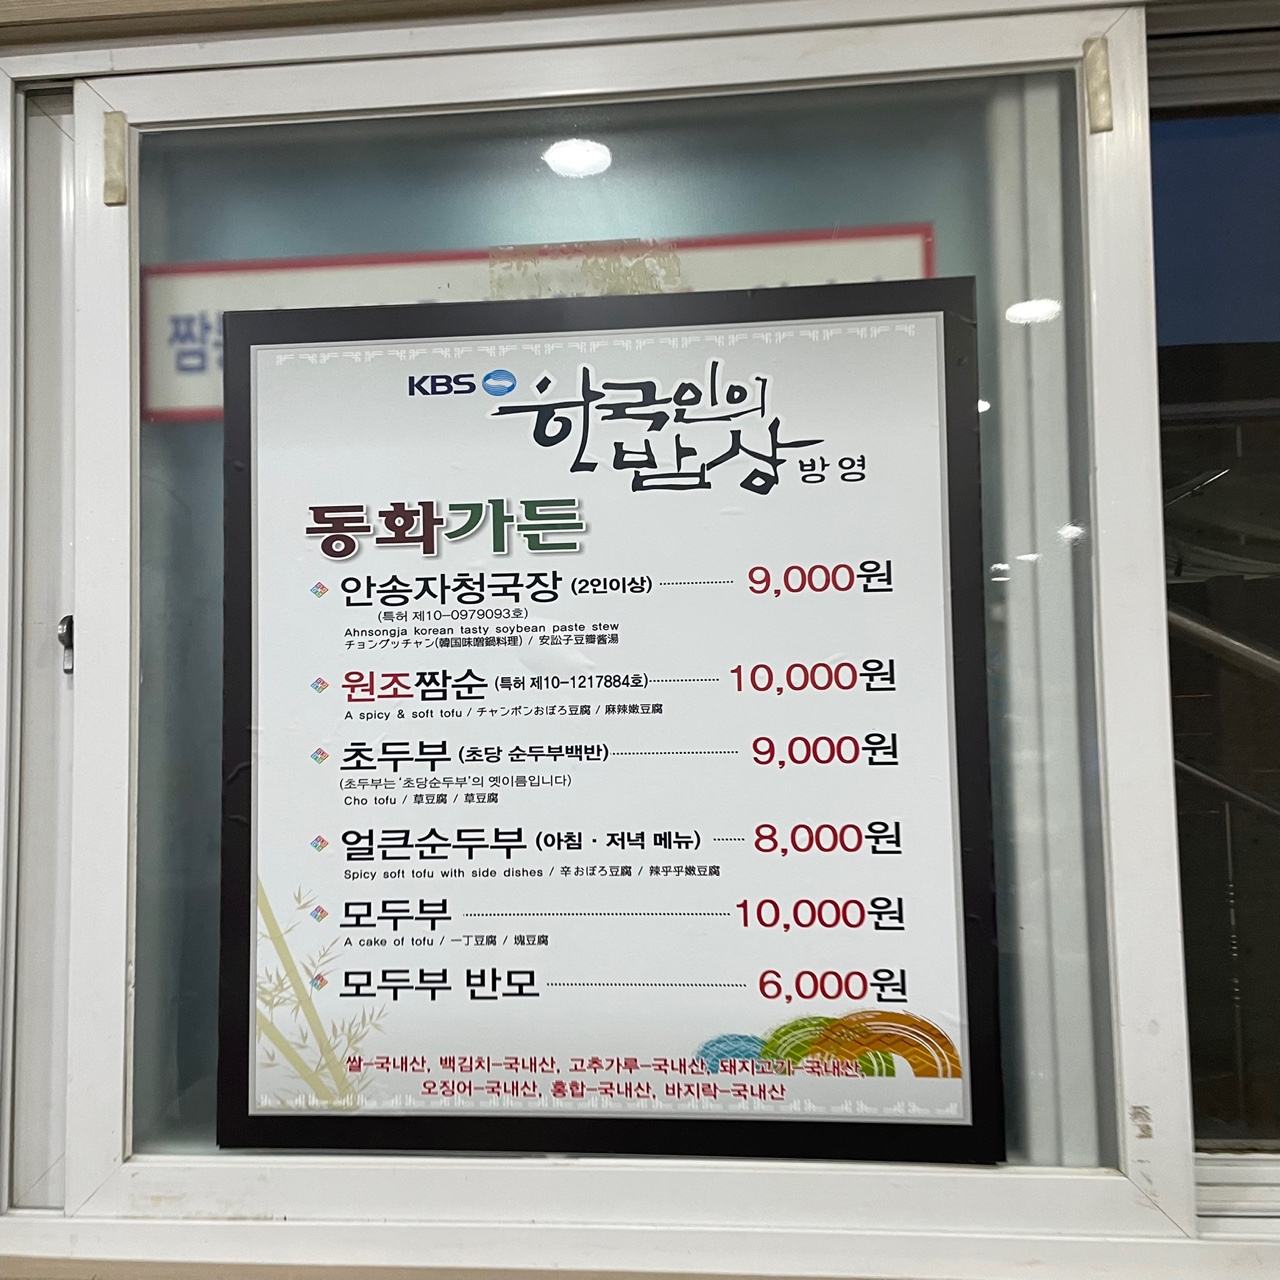 짬
KBS 한국인의
밥상 방영
동화가든
안송자청국장 (2인이상) 9,000원
(특허 제10-0979093호)
Ahnsongja korean tasty soybean paste stew
チョングッチャン(韓国味噌鍋料理) / 安訟子豆瓣酱湯
원조짬순 (특허 제10-1217884호) 10,000원
A spicy & soft tofu / チャンポンおぼろ豆腐 / 麻辣嫩豆腐
초두부 (초당 순두부백반) 9,000원
(초두부는 '초당순두부'의 옛이름입니다)
Cho tofu / 草豆腐 / 草豆腐
얼큰순두부 (아침 · 저녁 메뉴) 8,000원
Spicy soft tofu with side dishes / 辛おぼろ豆腐 / 辣乎乎嫩豆腐
모두부 10,000원
A cake of tofu / 一丁豆腐 / 塊豆腐
모두부 반모 6,000원
쌀-국내산, 백김치-국내산, 고추가루-국내산, 돼지고기-국내산,
오징어-국내산, 홍합-국내산, 바지락-국내산